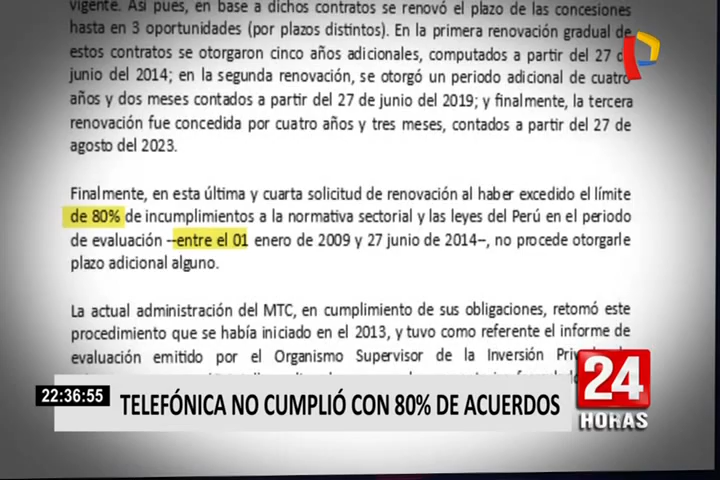 vigente. Así pues, en base a dichos contratos se renovó el plazo de las concesiones
hasta en 3 oportunidades (por plazos distintos). En la primera renovación gradual de
estos contratos se otorgaron cinco años adicionales, computados a partir del 27 de
junio del 2014; en la segunda renovación, se otorgó un periodo adicional de cuatro
años y dos meses contados a partir del 27 de junio del 2019; y finalmente, la tercera
renovación fue concedida por cuatro años y tres meses, contados a partir del 27 de
agosto del 2023.
Finalmente, en esta última y cuarta solicitud de renovación al haber excedido el límite
de 80% de incumplimientos a la normativa sectorial y las leyes del Perú en el periodo
de evaluación –entre el 01 enero de 2009 y 27 junio de 2014–, no procede otorgarle
plazo adicional alguno.
La actual administración del MTC, en cumplimiento de sus obligaciones, retomó este
procedimiento que se había iniciado en el 2013, y tuvo como referente el informe de
evaluación emitido por el Organismo Supervisor de la Inversión
22:36:55
TELEFÓNICA NO CUMPLIÓ CON 80% DE ACUERDOS
24
HORAS